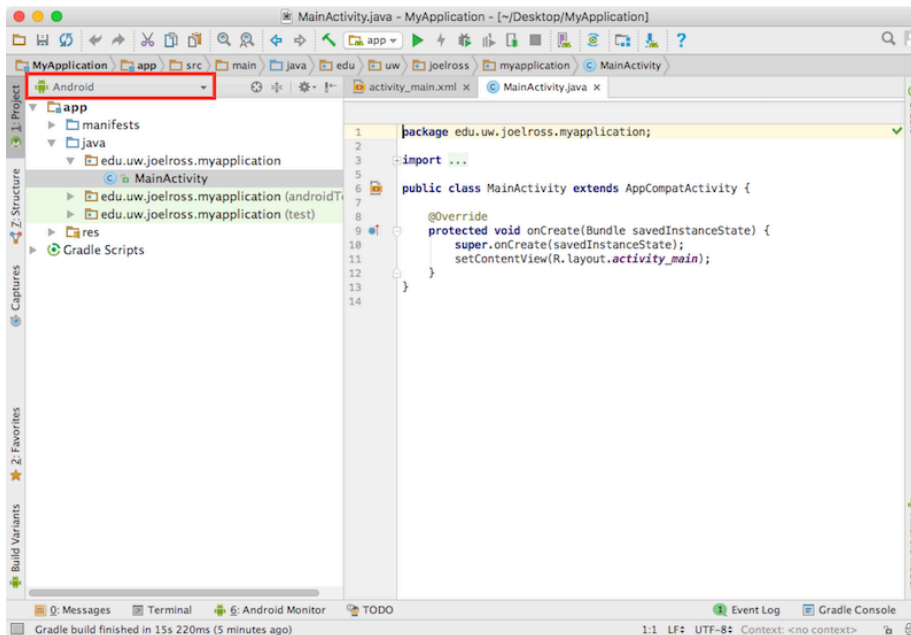 MainActivity.java - MyApplication - [~/Desktop/MyApplication]
app
MyApplication app src main java edu uw joelross myapplication MainActivity
1: Project
Android
activity_main.xml × MainActivity.java ×
app
manifests
java
edu.uw.joelross.myapplication
MainActivity
edu.uw.joelross.myapplication (androidT
edu.uw.joelross.myapplication (test)
res
Gradle Scripts
Z: Structure
Captures
2: Favorites
Build Variants
1 package edu.uw.joelross.myapplication;
2
3 import ...
5
6 public class MainActivity extends AppCompatActivity {
7
8 @Override
9 protected void onCreate(Bundle savedInstanceState) {
10 super.onCreate(savedInstanceState);
11 setContentView(R.layout.activity_main);
12 }
13 }
14
0: Messages Terminal 6: Android Monitor TODO 1 Event Log Gradle Console
Gradle build finished in 15s 220ms (5 minutes ago) 1:1 LF÷ UTF-8÷ Context: <no context>